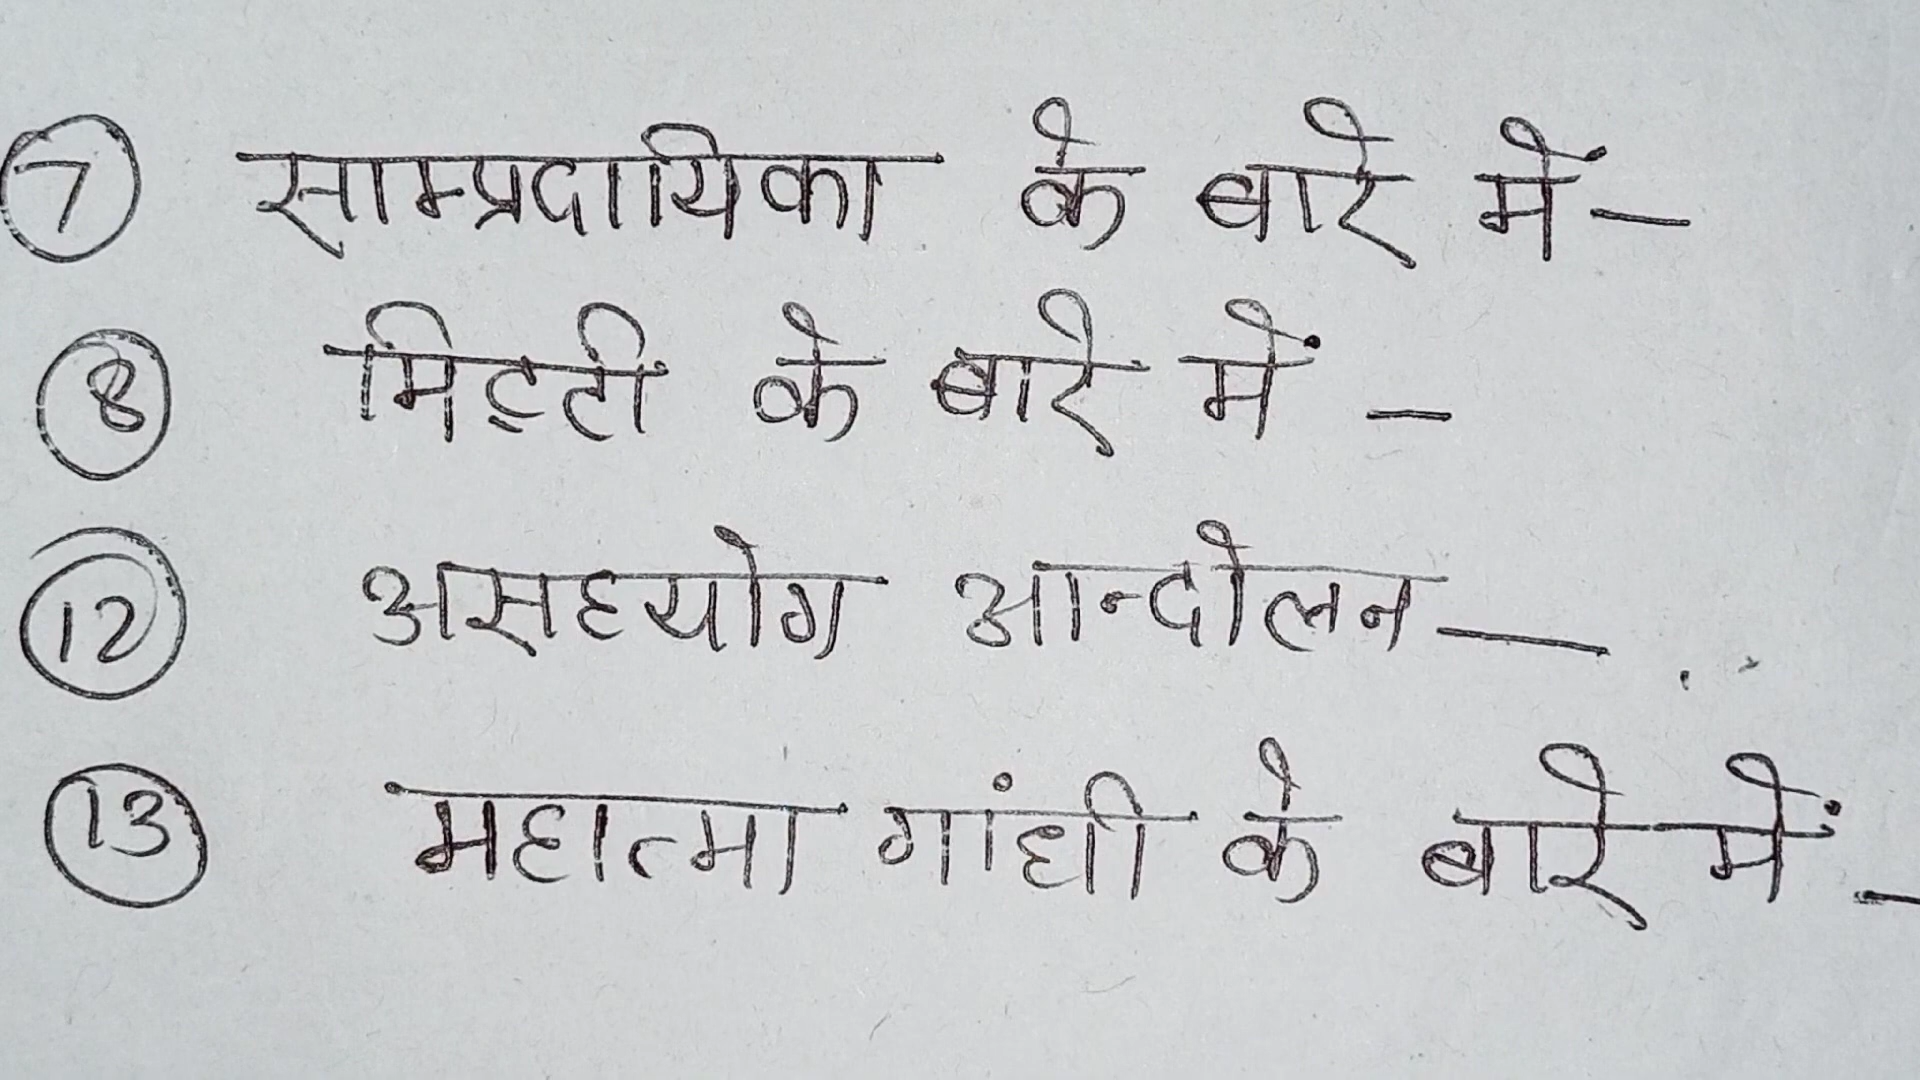 7 साम्प्रदायिका के बारे में-
8 मिट्टी के बारे में -
12 असहयोग आन्दोलन-
13 महात्मा गांधी के बारे में -